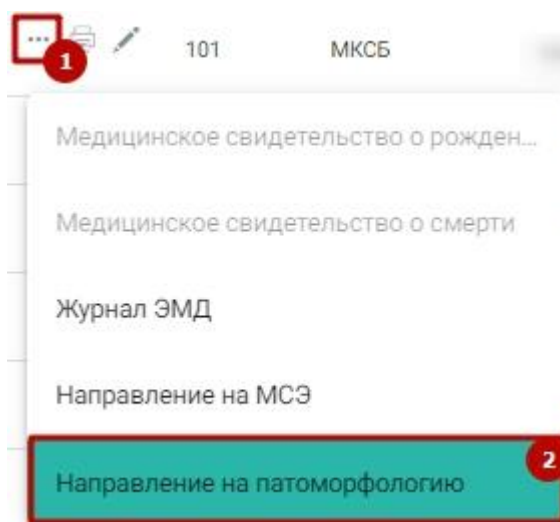 ... 1 101 МКСБ
Медицинское свидетельство о рожден...
Медицинское свидетельство о смерти
Журнал ЭМД
Направление на МСЭ
Направление на патоморфологию 2